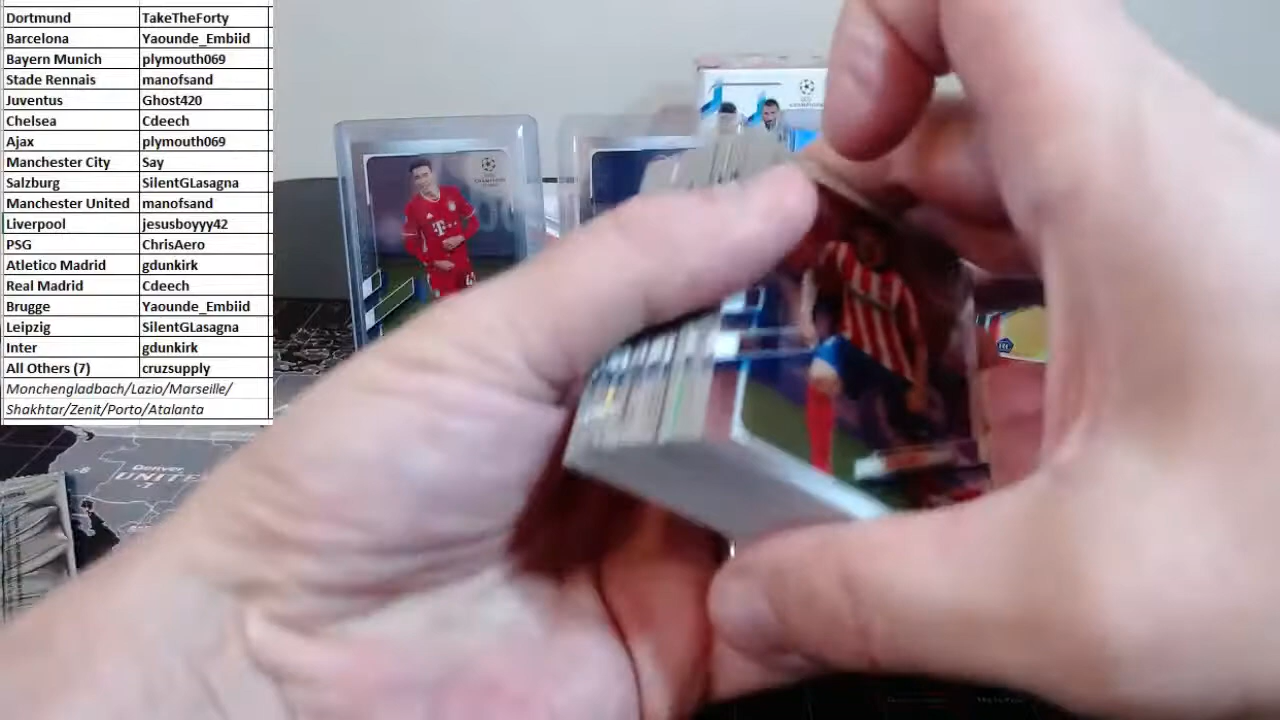 Dortmund TakeTheForty
Barcelona Yaounde_Embiid
Bayern Munich plymouth069
Stade Rennais manofsand
Juventus Ghost420
Chelsea Cdeech
Ajax plymouth069
Manchester City Say
Salzburg SilentGLasagna
Manchester United manofsand
Liverpool jesusboyyy42
PSG ChrisAero
Atletico Madrid gdunkirk
Real Madrid Cdeech
Brugge Yaounde_Embiid
Leipzig SilentGLasagna
Inter gdunkirk
All Others (7) cruzsupply
Monchengladbach/Lazio/Marseille/
Shakhtar/Zenit/Porto/Atalanta
Denver
UNITE